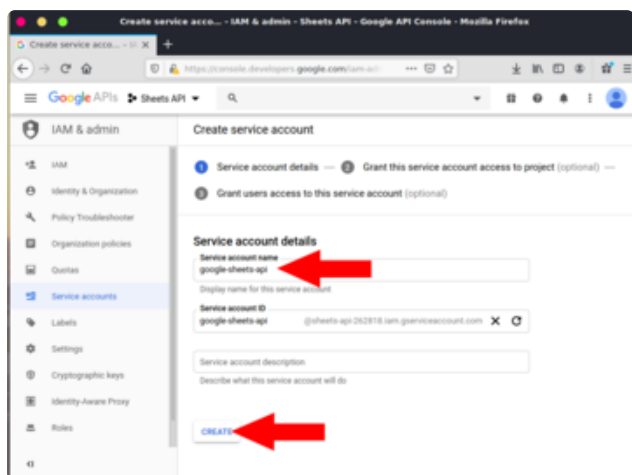 Create service acco... - IAM & admin - Sheets API - Google API Console - Mozilla Firefox
Create service acco... - I
https://console.developers.google.com/iam-ad
Google APIs Sheets API
IAM & admin
Create service account
1 Service account details — 2 Grant this service account access to project (optional) —
3 Grant users access to this service account (optional)
IAM
Identity & Organization
Policy Troubleshooter
Organization policies
Quotas
Service accounts
Labels
Settings
Cryptographic keys
Identity-Aware Proxy
Roles
Service account details
Service account name
google-sheets-api
Display name for this service account
Service account ID
google-sheets-api @sheets-api-262818.iam.gserviceaccount.com
Service account description
Describe what this service account will do
CREATE